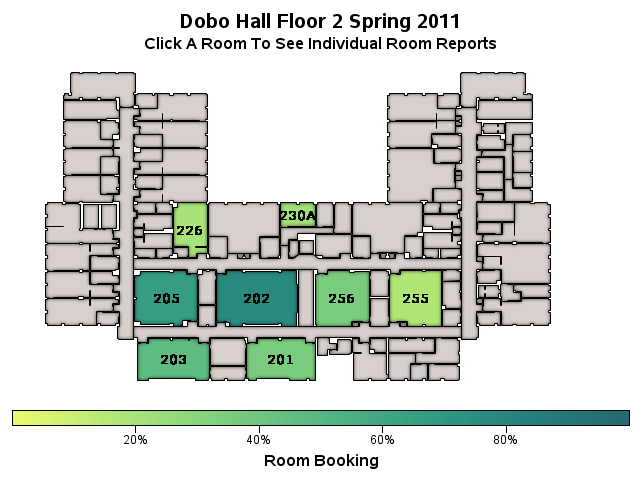 Dobo Hall Floor 2 Spring 2011
Click A Room To See Individual Room Reports
230A
226
205 202 256 255
203 201
20% 40% 60% 80%
Room Booking